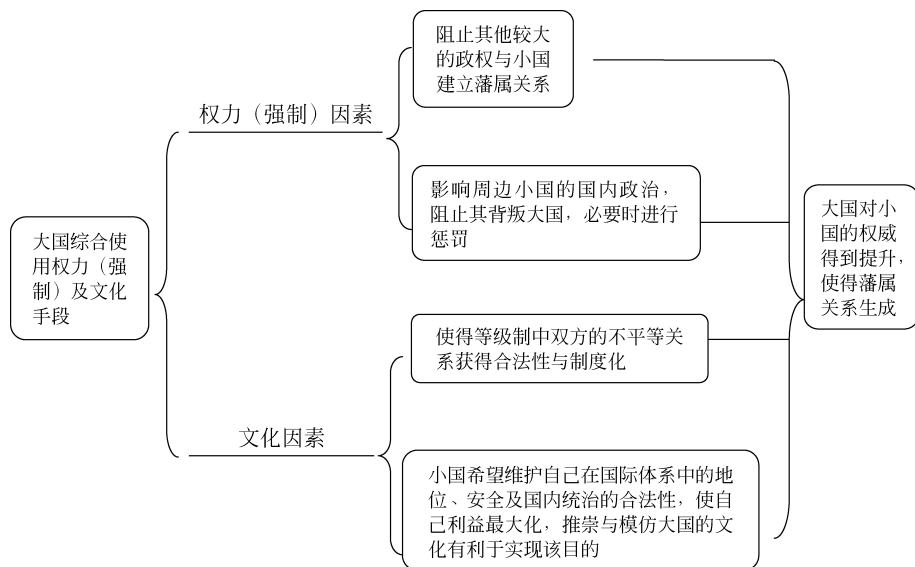 大国综合使
用权力（强
制）及文化
手段
权力（强制）因素
阻止其他较大
的政权与小国
建立藩属关系
影响周边小国的国内政治，
阻止其背叛大国，必要时进行
惩罚
文化因素
使得等级制中双方的不平等关
系获得合法性与制度化
小国希望维护自己在国际体系中的地
位、安全及国内统治的合法性，使自
己利益最大化，推崇与模仿大国的文
化有利于实现该目的
大国对小
国的权威
得到提升，
使得藩属
关系生成